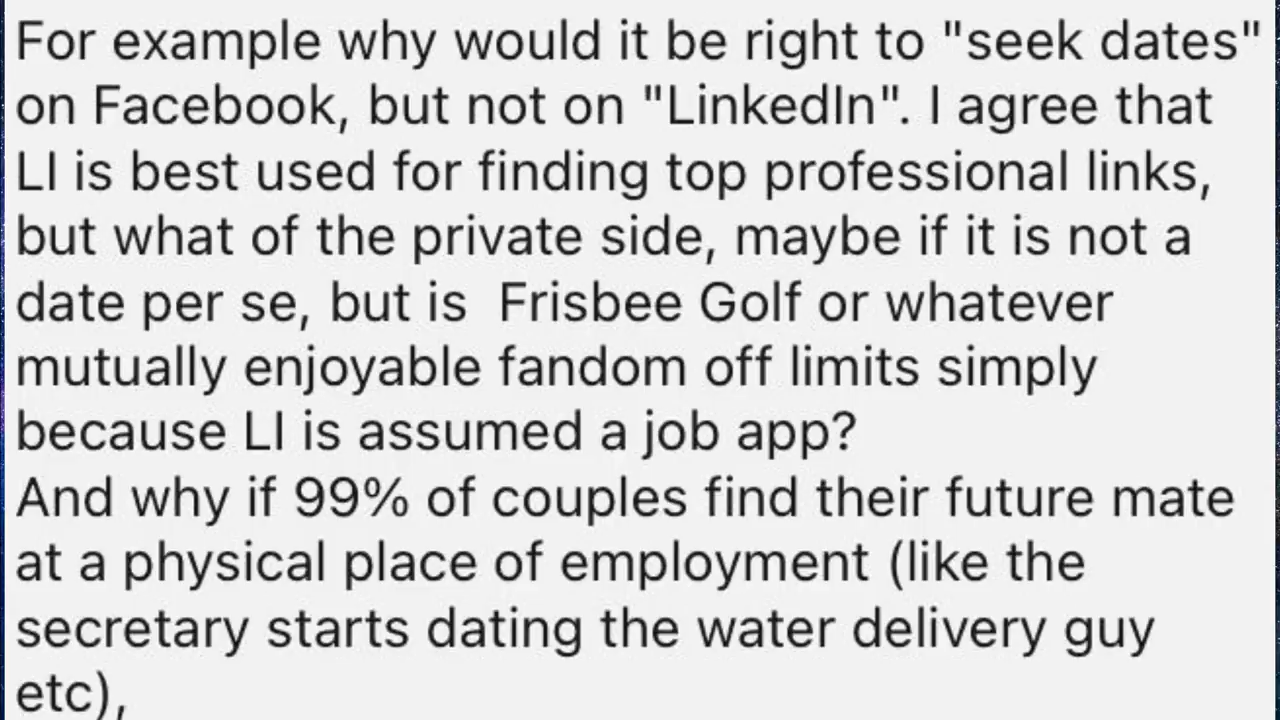 For example why would it be right to "seek dates"
on Facebook, but not on "LinkedIn". I agree that
LI is best used for finding top professional links,
but what of the private side, maybe if it is not a
date per se, but is  Frisbee Golf or whatever
mutually enjoyable fandom off limits simply
because LI is assumed a job app?
And why if 99% of couples find their future mate
at a physical place of employment (like the
secretary starts dating the water delivery guy
etc),